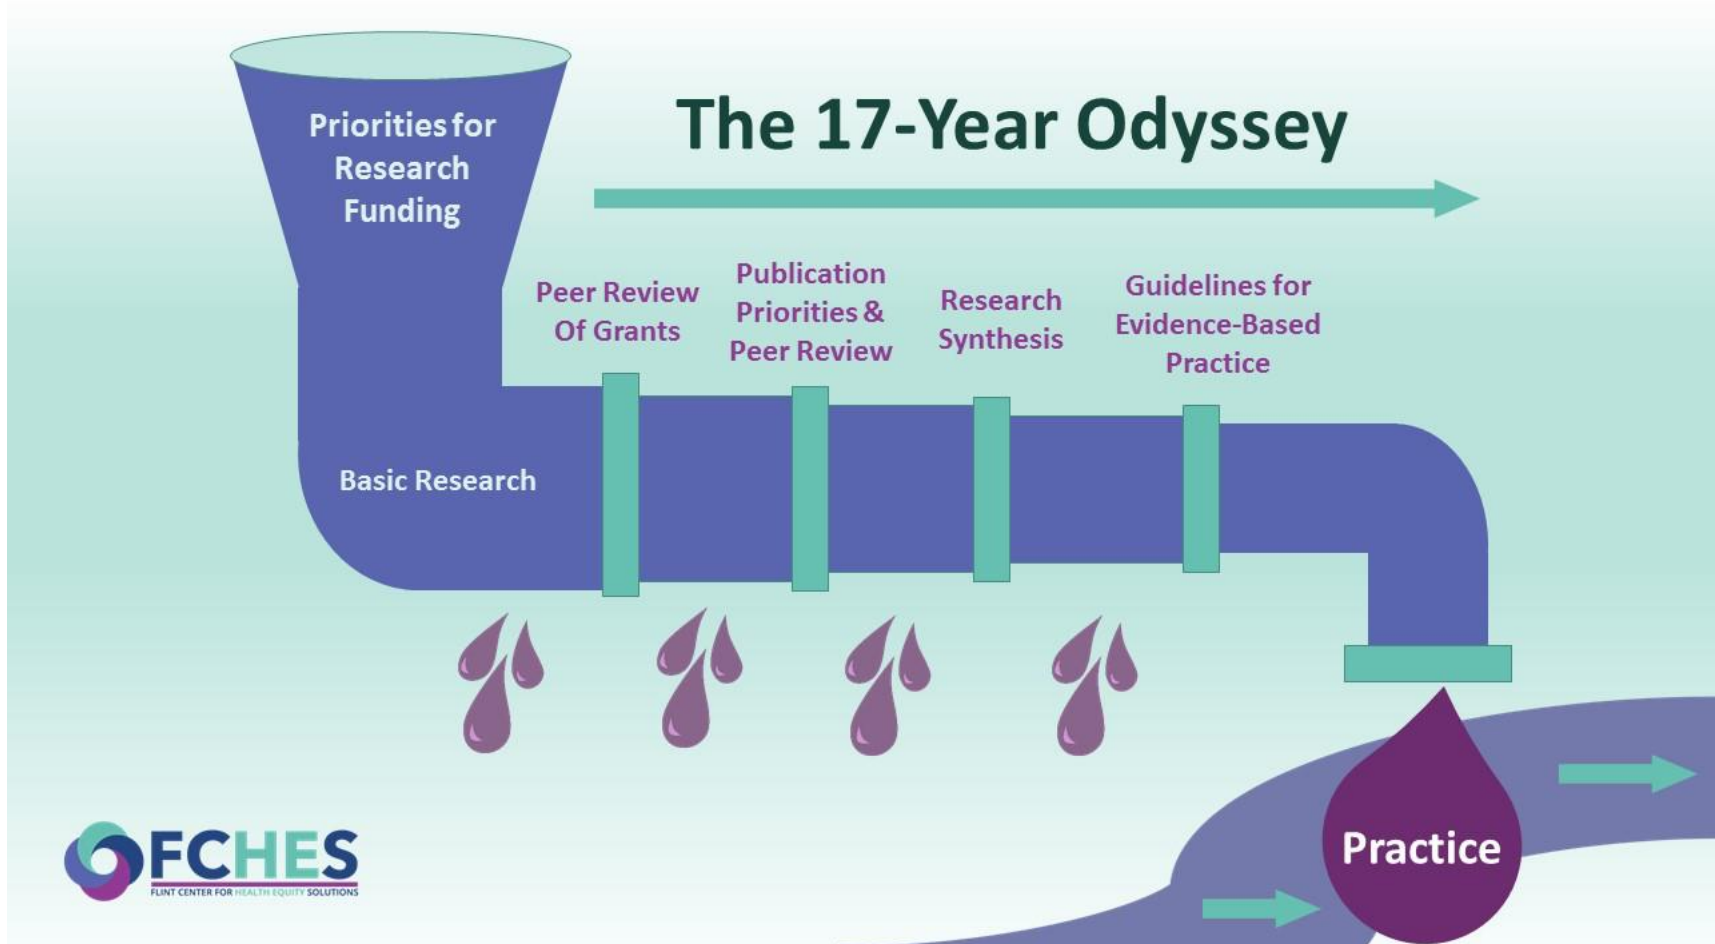 The 17-Year Odyssey
Priorities for
Research
Funding
Peer Review
Of Grants
Publication
Priorities &
Peer Review
Research
Synthesis
Guidelines for
Evidence-Based
Practice
Basic Research
Practice
FCHES
FLINT CENTER FOR HEALTH EQUITY SOLUTIONS